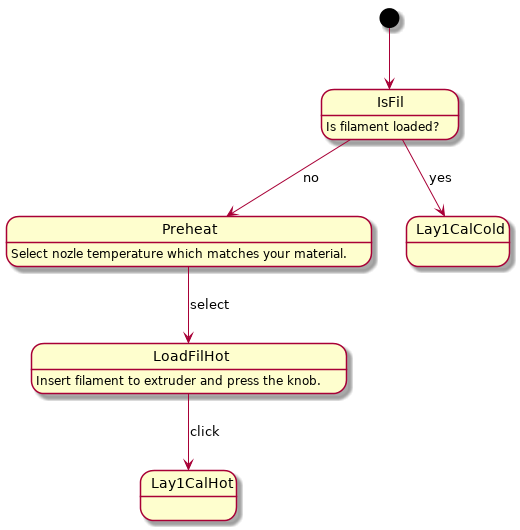 IsFil
Is filament loaded?
no
yes
Preheat
Select nozle temperature which matches your material.
Lay1CalCold
select
LoadFilHot
Insert filament to extruder and press the knob.
click
Lay1CalHot